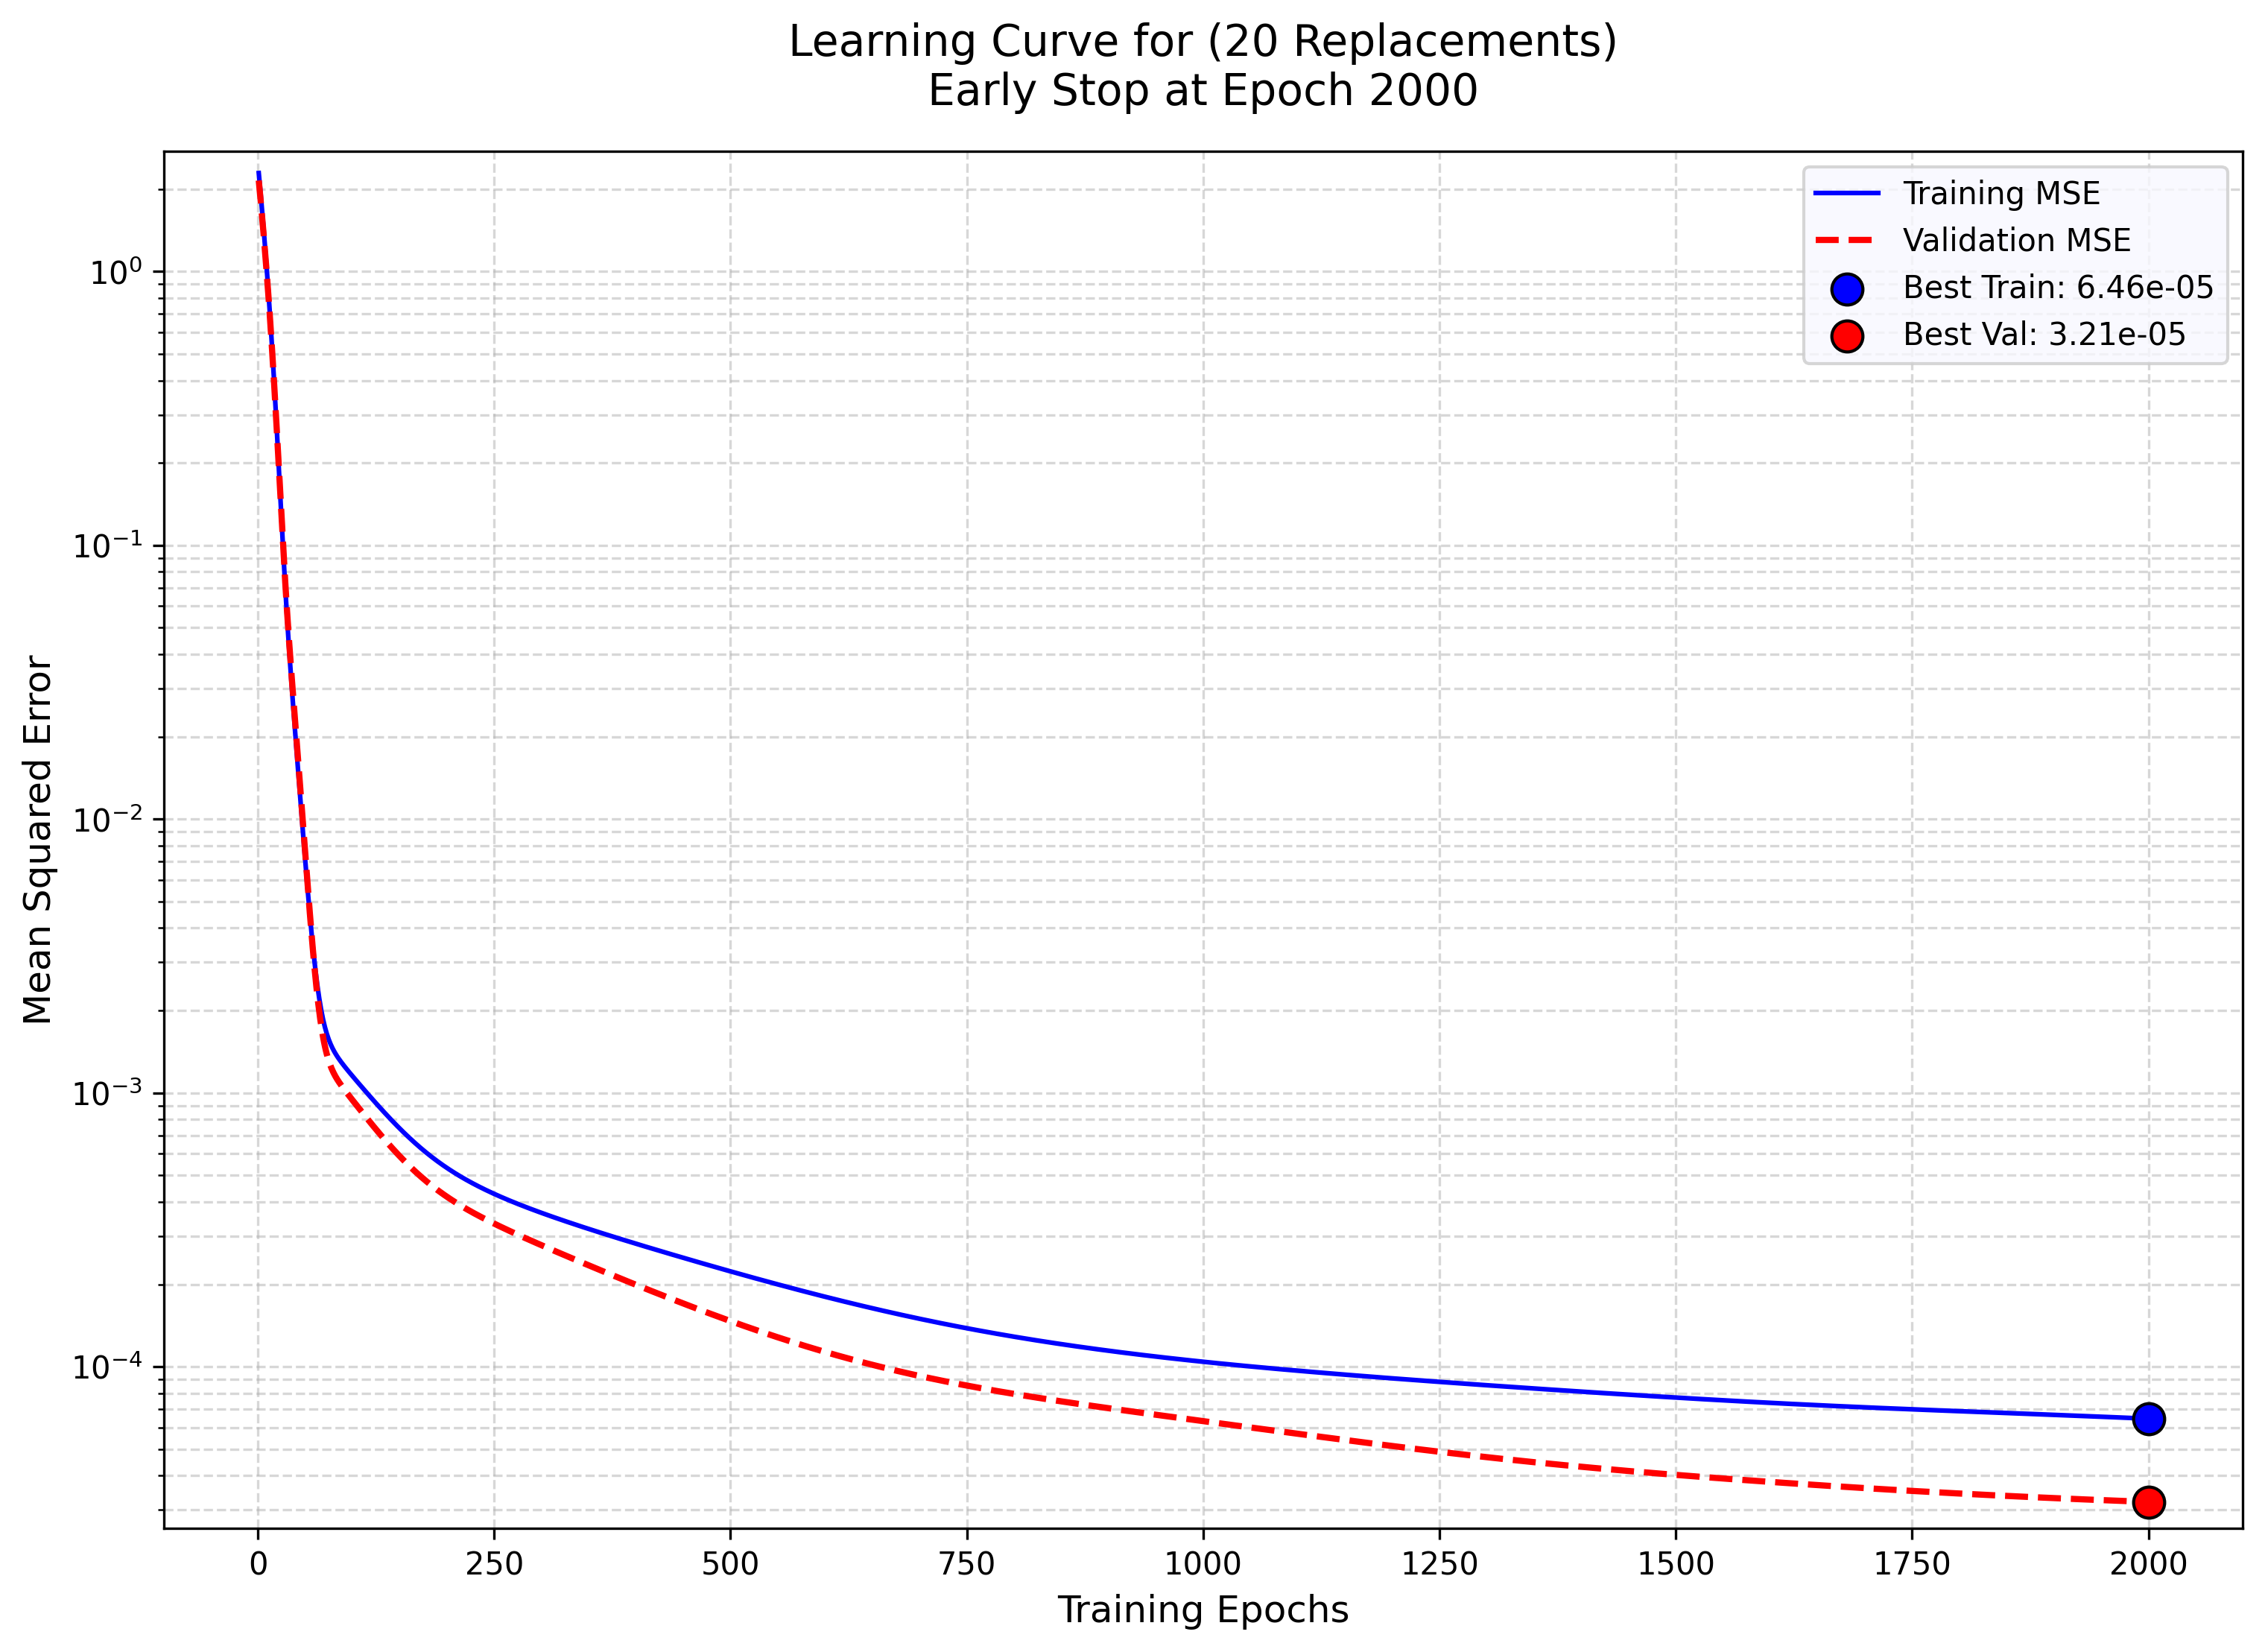 Learning Curve for (20 Replacements)
Early Stop at Epoch 2000
Training MSE
Validation MSE
Best Train: 6.46e-05
Best Val: 3.21e-05
Mean Squared Error
10⁰
10⁻¹
10⁻²
10⁻³
10⁻⁴
0 250 500 750 1000 1250 1500 1750 2000
Training Epochs